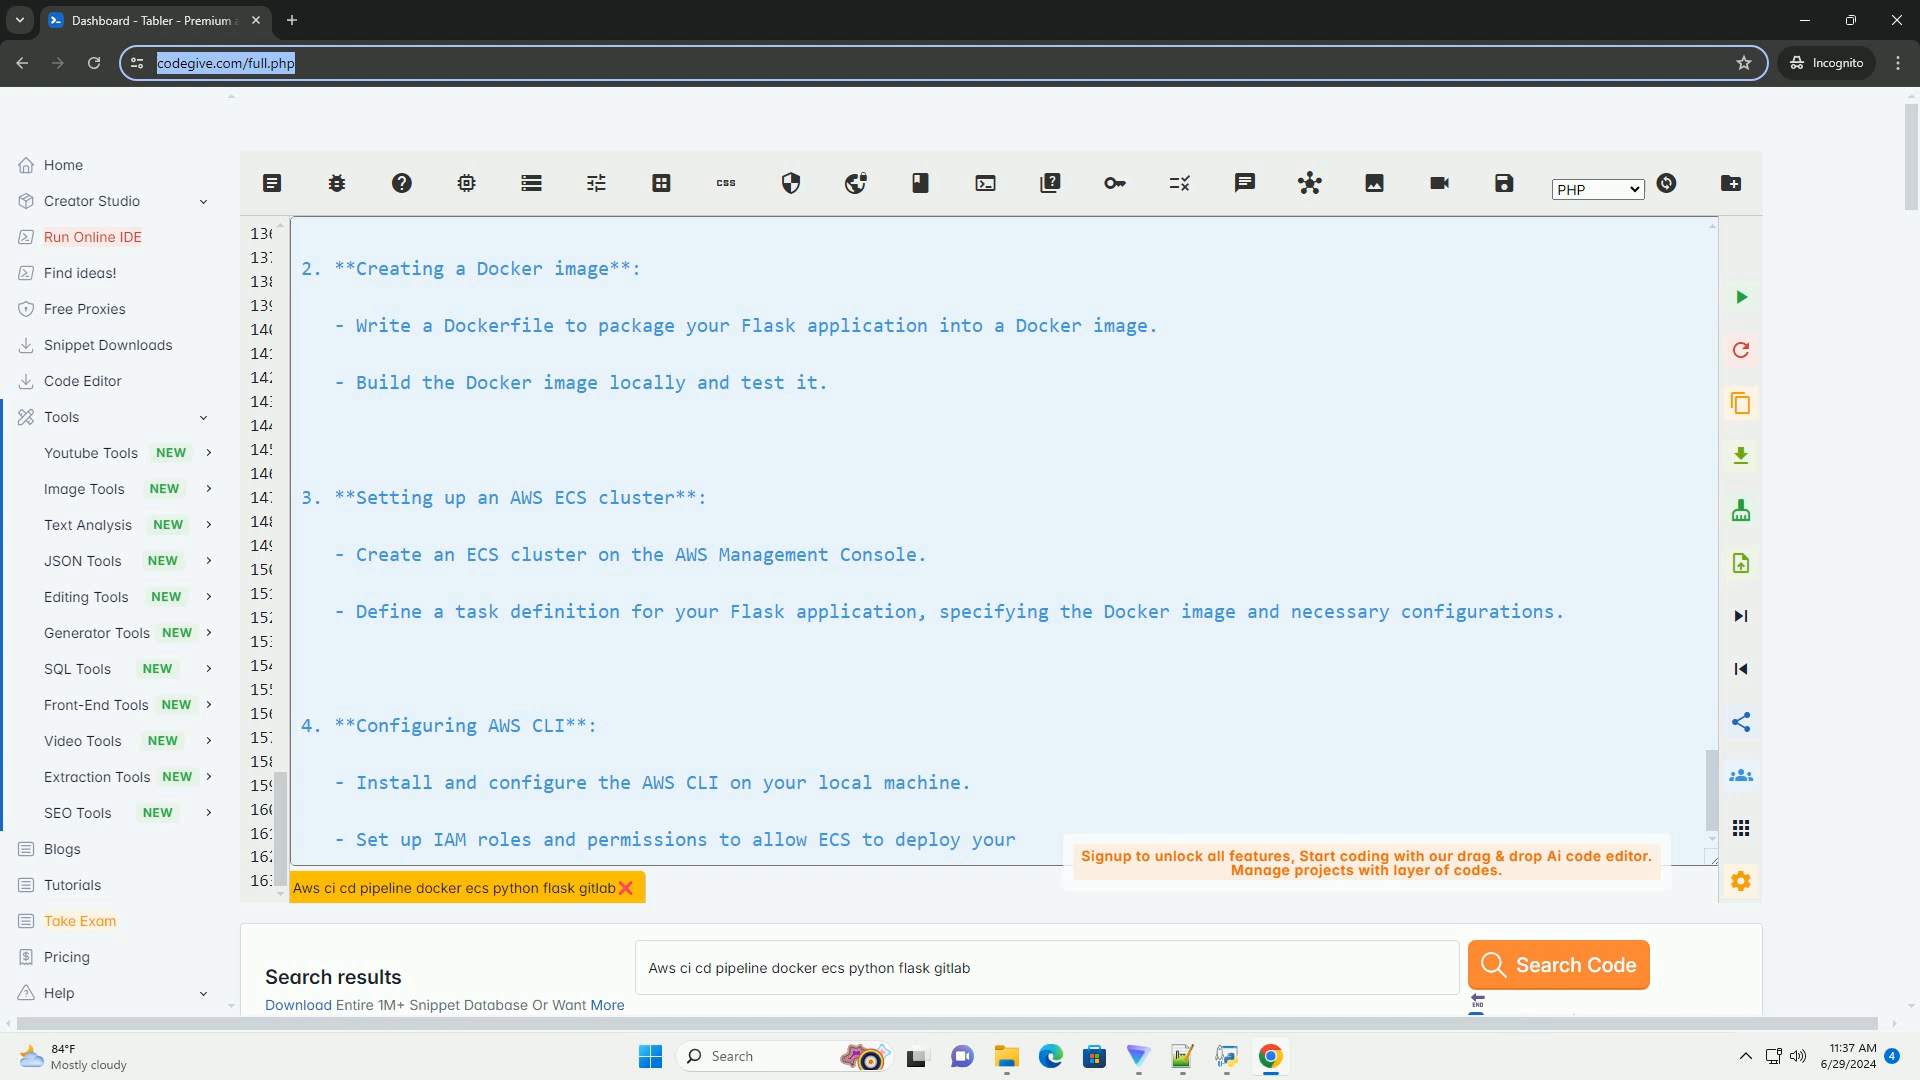 Dashboard - Tabler - Premium
codegive.com/full.php
Incognito
Home
Creator Studio
Run Online IDE
Find ideas!
Free Proxies
Snippet Downloads
Code Editor
Tools
Youtube Tools NEW
Image Tools NEW
Text Analysis NEW
JSON Tools NEW
Editing Tools NEW
Generator Tools NEW
SQL Tools NEW
Front-End Tools NEW
Video Tools NEW
Extraction Tools NEW
SEO Tools NEW
Blogs
Tutorials
Take Exam
Pricing
Help
css
PHP
2. **Creating a Docker image**:
- Write a Dockerfile to package your Flask application into a Docker image.
- Build the Docker image locally and test it.
3. **Setting up an AWS ECS cluster**:
- Create an ECS cluster on the AWS Management Console.
- Define a task definition for your Flask application, specifying the Docker image and necessary configurations.
4. **Configuring AWS CLI**:
- Install and configure the AWS CLI on your local machine.
- Set up IAM roles and permissions to allow ECS to deploy your
Signup to unlock all features, Start coding with our drag & drop Ai code editor.
Manage projects with layer of codes.
Aws ci cd pipeline docker ecs python flask gitlab
Search results
Download Entire 1M+ Snippet Database Or Want More
Aws ci cd pipeline docker ecs python flask gitlab
Search Code
END
84°F
Mostly cloudy
Search
11:37 AM
6/29/2024
4